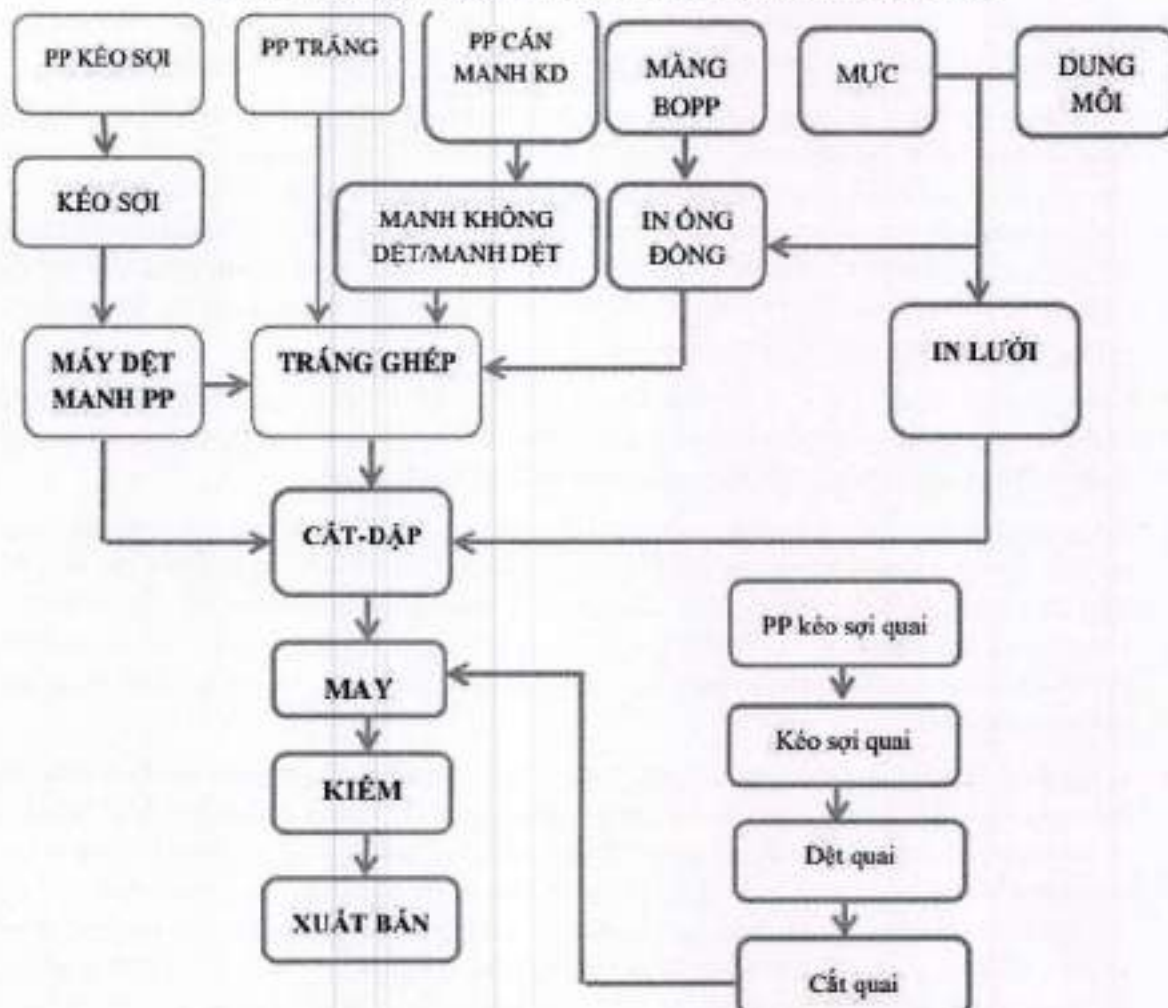 PP KÉO SỢI
PP TRÁNG
PP CÁN
MANH KD
MÀNG
BOPP
MỰC
DUNG
MÔI
KÉO SỢI
MANH KHÔNG
DỆT/MANH DỆT
IN ỐNG
ĐỒNG
MÁY DỆT
MANH PP
TRÁNG GHÉP
IN LƯỚI
CẮT-DẬP
PP kéo sợi quai
MAY
Kéo sợi quai
KIỂM
Dệt quai
XUẤT BÁN
Cắt quai